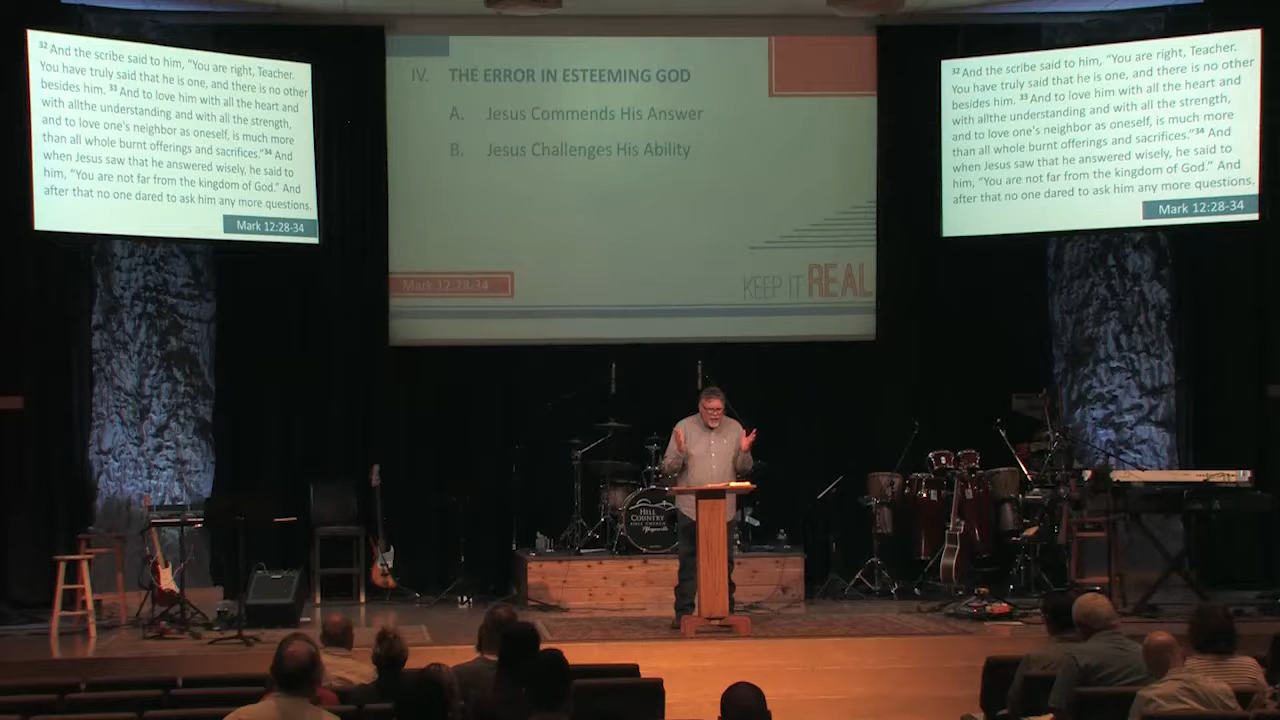 32 And the scribe said to him, "You are right, Teacher.
You have truly said that he is one, and there is no other
besides him. 33 And to love him with all the heart and
with allthe understanding and with all the strength,
and to love one's neighbor as oneself, is much more
than all whole burnt offerings and sacrifices." 34 And
when Jesus saw that he answered wisely, he said to
him, "You are not far from the kingdom of God." And
after that no one dared to ask him any more questions.
Mark 12:28-34
IV. THE ERROR IN ESTEEMING GOD
A. Jesus Commends His Answer
B. Jesus Challenges His Ability
Mark 12:28-34
KEEP IT REAL
32 And the scribe said to him, "You are right, Teacher.
You have truly said that he is one, and there is no other
besides him. 33 And to love him with all the heart and
with allthe understanding and with all the strength,
and to love one's neighbor as oneself, is much more
than all whole burnt offerings and sacrifices." 34 And
when Jesus saw that he answered wisely, he said to
him, "You are not far from the kingdom of God." And
after that no one dared to ask him any more questions.
Mark 12:28-34
HILL
COUNTRY
BIBLE CHURCH
Pflugerville